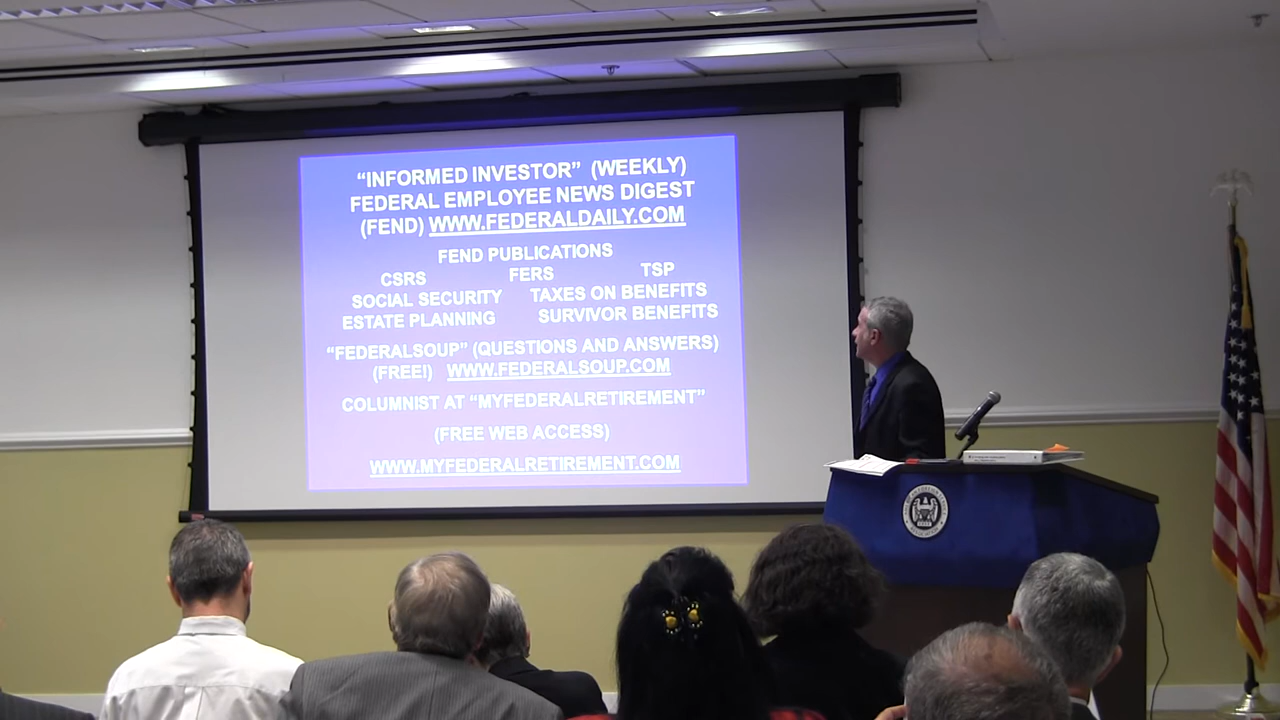 “INFORMED INVESTOR” (WEEKLY)
FEDERAL EMPLOYEE NEWS DIGEST
(FEND) WWW.FEDERALDAILY.COM
FEND PUBLICATIONS
CSRS FERS TSP
SOCIAL SECURITY TAXES ON BENEFITS
ESTATE PLANNING SURVIVOR BENEFITS
“FEDERALSOUP” (QUESTIONS AND ANSWERS)
(FREE!) WWW.FEDERALSOUP.COM
COLUMNIST AT “MYFEDERALRETIREMENT”
(FREE WEB ACCESS)
WWW.MYFEDERALRETIREMENT.COM